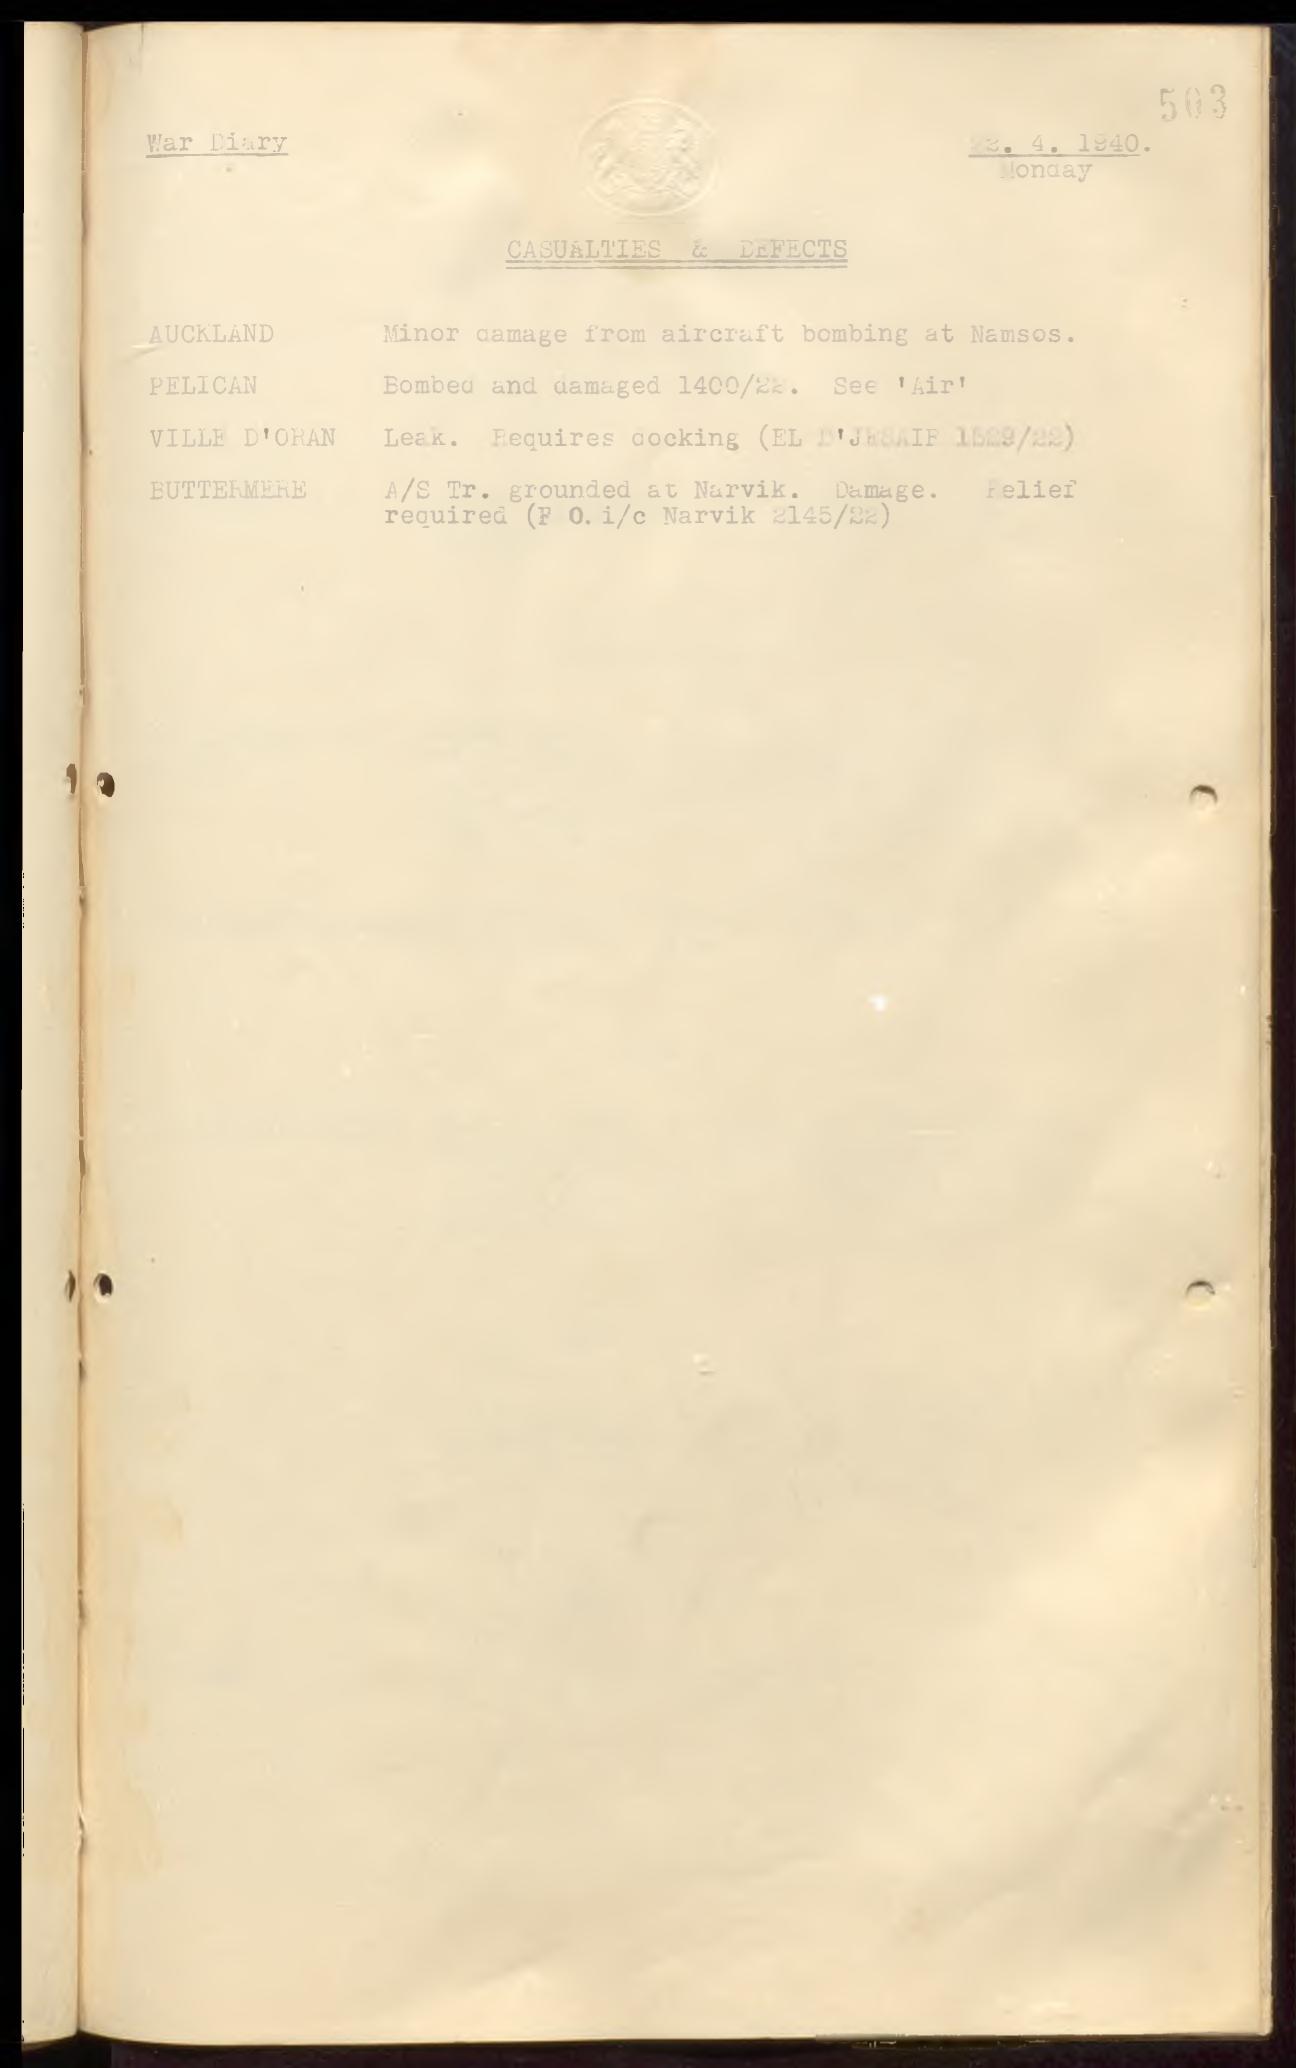 503
War Diary
22. 4. 1940.
Monday
CASUALTIES & DEFECTS
AUCKLAND Minor damage from aircraft bombing at Namsos.
PELICAN Bombed and damaged 1400/22. See 'Air'
VILLE D'ORAN Leak. Requires docking (EL 1529/22)
BUTTERMERE A/S Tr. grounded at Narvik. Damage. Relief
required (F O. i/c Narvik 2145/22)